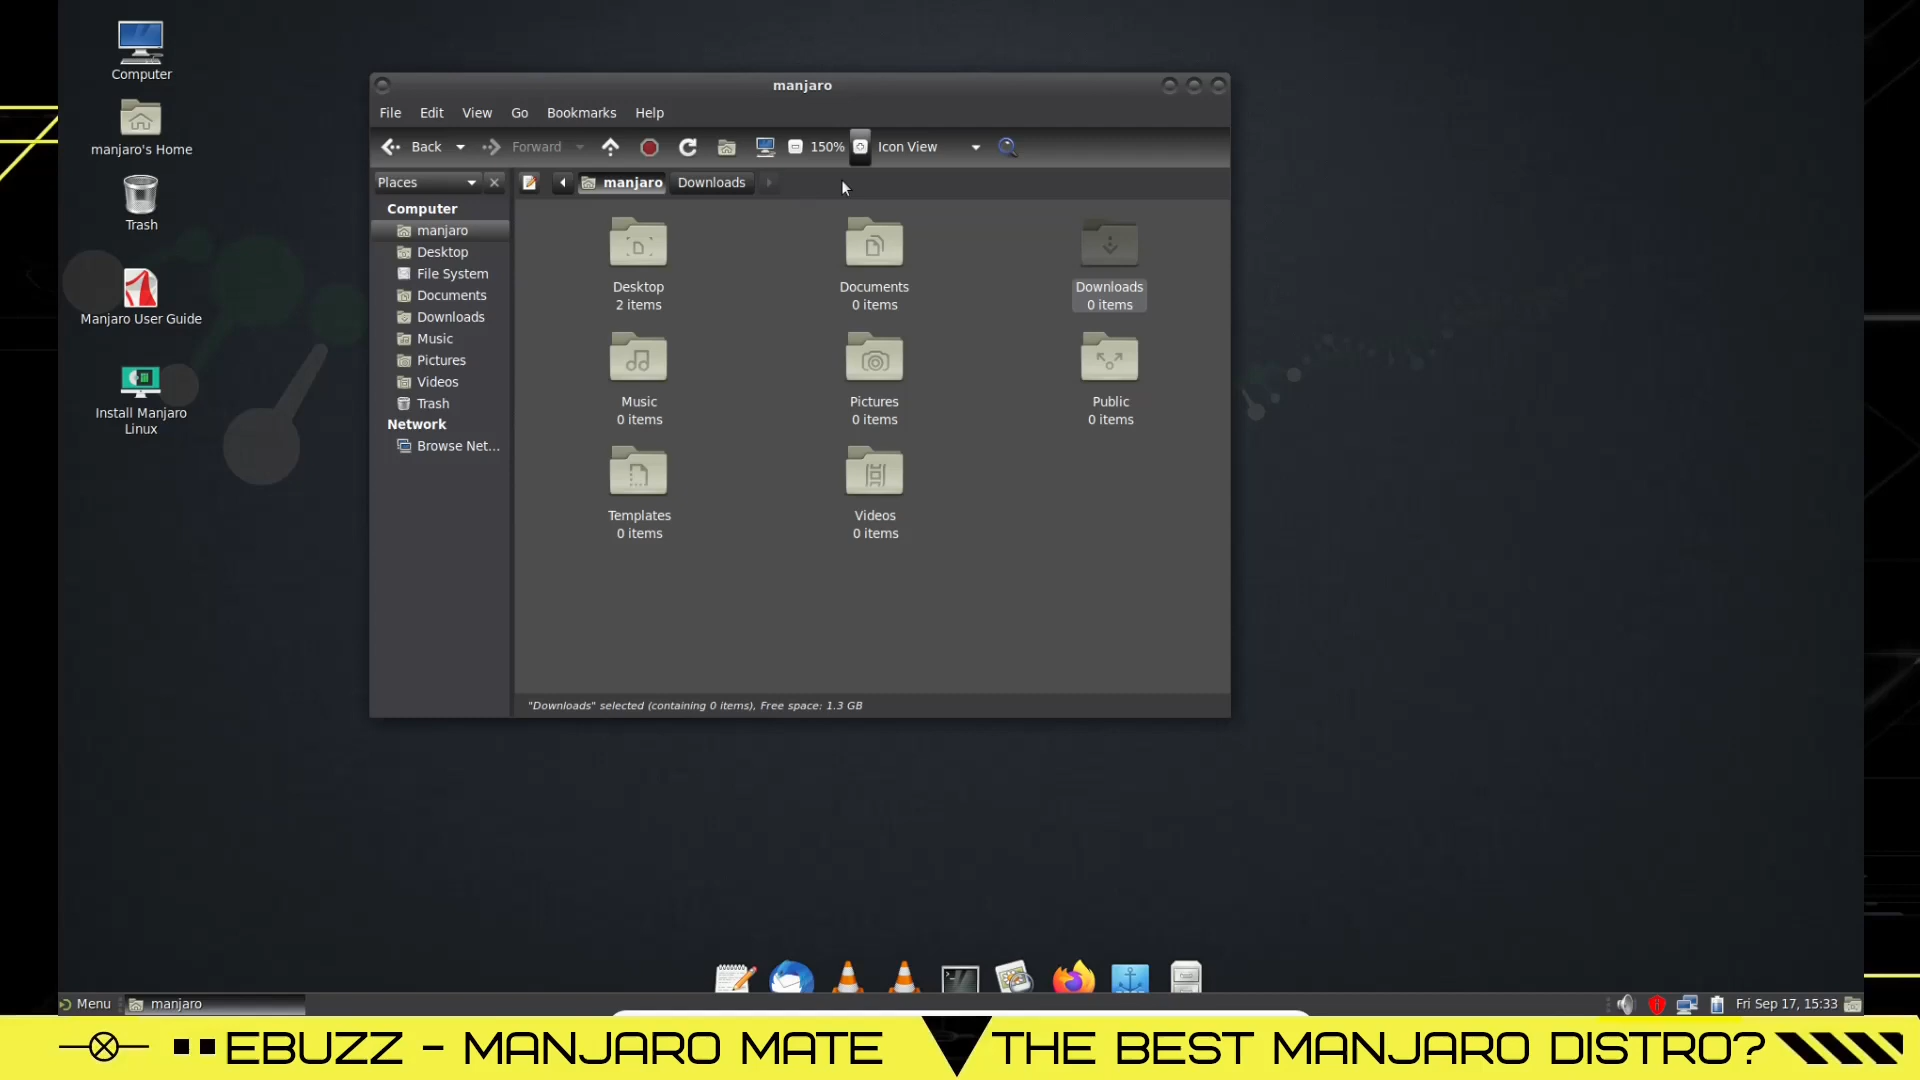 Computer
manjaro's Home
Trash
Manjaro User Guide
Install Manjaro
Linux
manjaro
File Edit View Go Bookmarks Help
Back Forward 150% Icon View
Places manjaro Downloads
Computer
manjaro
Desktop
File System
Documents
Downloads
Music
Pictures
Videos
Trash
Network
Browse Net...
Desktop
2 items
Documents
0 items
Downloads
0 items
Music
0 items
Pictures
0 items
Public
0 items
Templates
0 items
Videos
0 items
"Downloads" selected (containing 0 items), Free space: 1.3 GB
Menu manjaro Fri Sep 17, 15:33
EBUZZ - MANJARO MATE THE BEST MANJARO DISTRO?